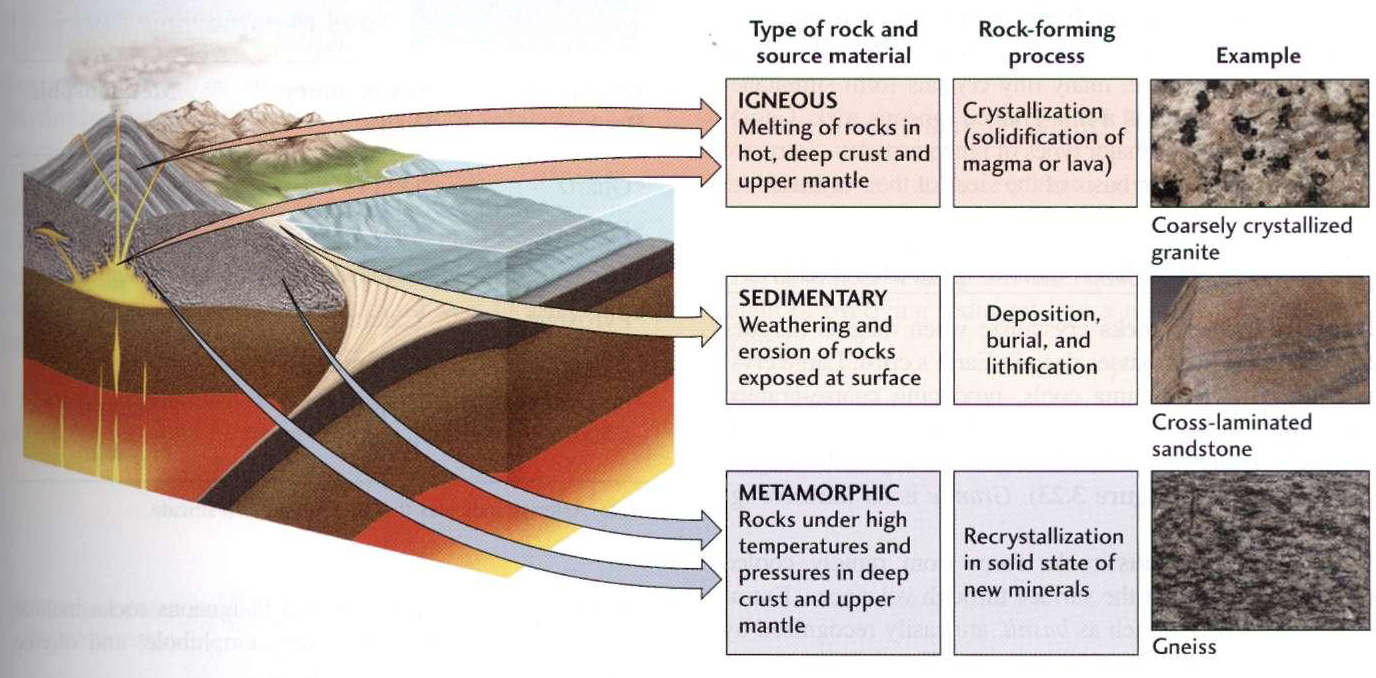 Type of rock and
source material
Rock-forming
process
Example
IGNEOUS
Melting of rocks in
hot, deep crust and
upper mantle
Crystallization
(solidification of
magma or lava)
Coarsely crystallized
granite
SEDIMENTARY
Weathering and
erosion of rocks
exposed at surface
Deposition,
burial, and
lithification
Cross-laminated
sandstone
METAMORPHIC
Rocks under high
temperatures and
pressures in deep
crust and upper
mantle
Recrystallization
in solid state of
new minerals
Gneiss